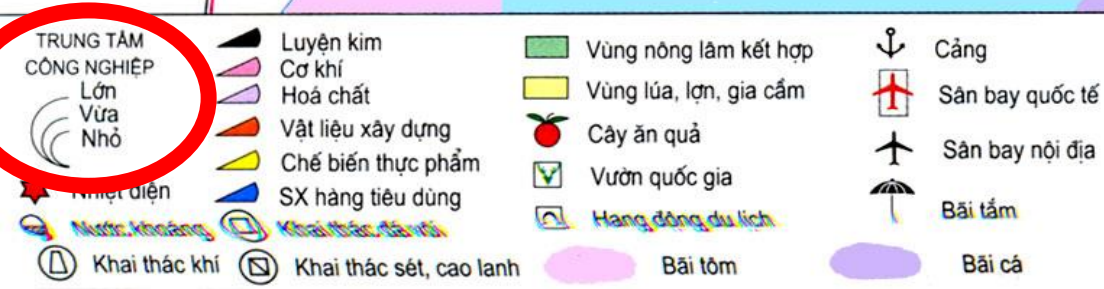 TRUNG TÂM
CÔNG NGHIỆP
Lớn
Vừa
Nhỏ
Nhiệt điện
Nước khoáng
Khai thác khí
Luyện kim
Cơ khí
Hoá chất
Vật liệu xây dựng
Chế biến thực phẩm
SX hàng tiêu dùng
Khai thác đá vôi
Khai thác sét, cao lanh
Vùng nông lâm kết hợp
Vùng lúa, lợn, gia cầm
Cây ăn quả
Vườn quốc gia
Hang động du lịch
Bãi tôm
Cảng
Sân bay quốc tế
Sân bay nội địa
Bãi tắm
Bãi cá